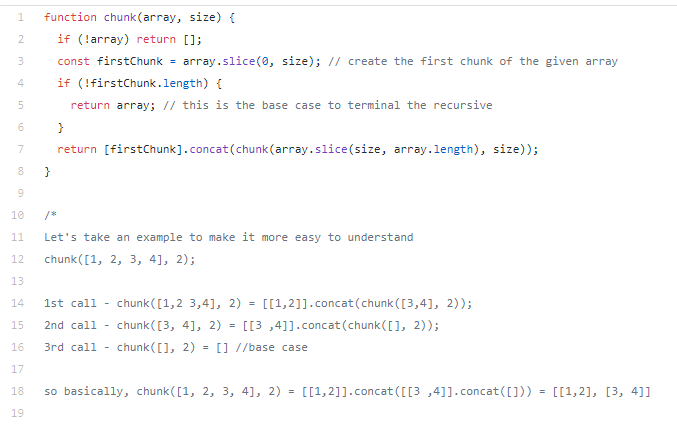 1 function chunk(array, size) {
2 if (!array) return [];
3 const firstChunk = array.slice(0, size); // create the first chunk of the given array
4 if (!firstChunk.length) {
5 return array; // this is the base case to terminal the recursive
6 }
7 return [firstChunk].concat(chunk(array.slice(size, array.length), size));
8 }
9
10 /*
11 Let's take an example to make it more easy to understand
12 chunk([1, 2, 3, 4], 2);
13
14 1st call - chunk([1,2 3,4], 2) = [[1,2]].concat(chunk([3,4], 2));
15 2nd call - chunk([3, 4], 2) = [[3 ,4]].concat(chunk([], 2));
16 3rd call - chunk([], 2) = [] //base case
17
18 so basically, chunk([1, 2, 3, 4], 2) = [[1,2]].concat([[3 ,4]].concat([])) = [[1,2], [3, 4]]
19